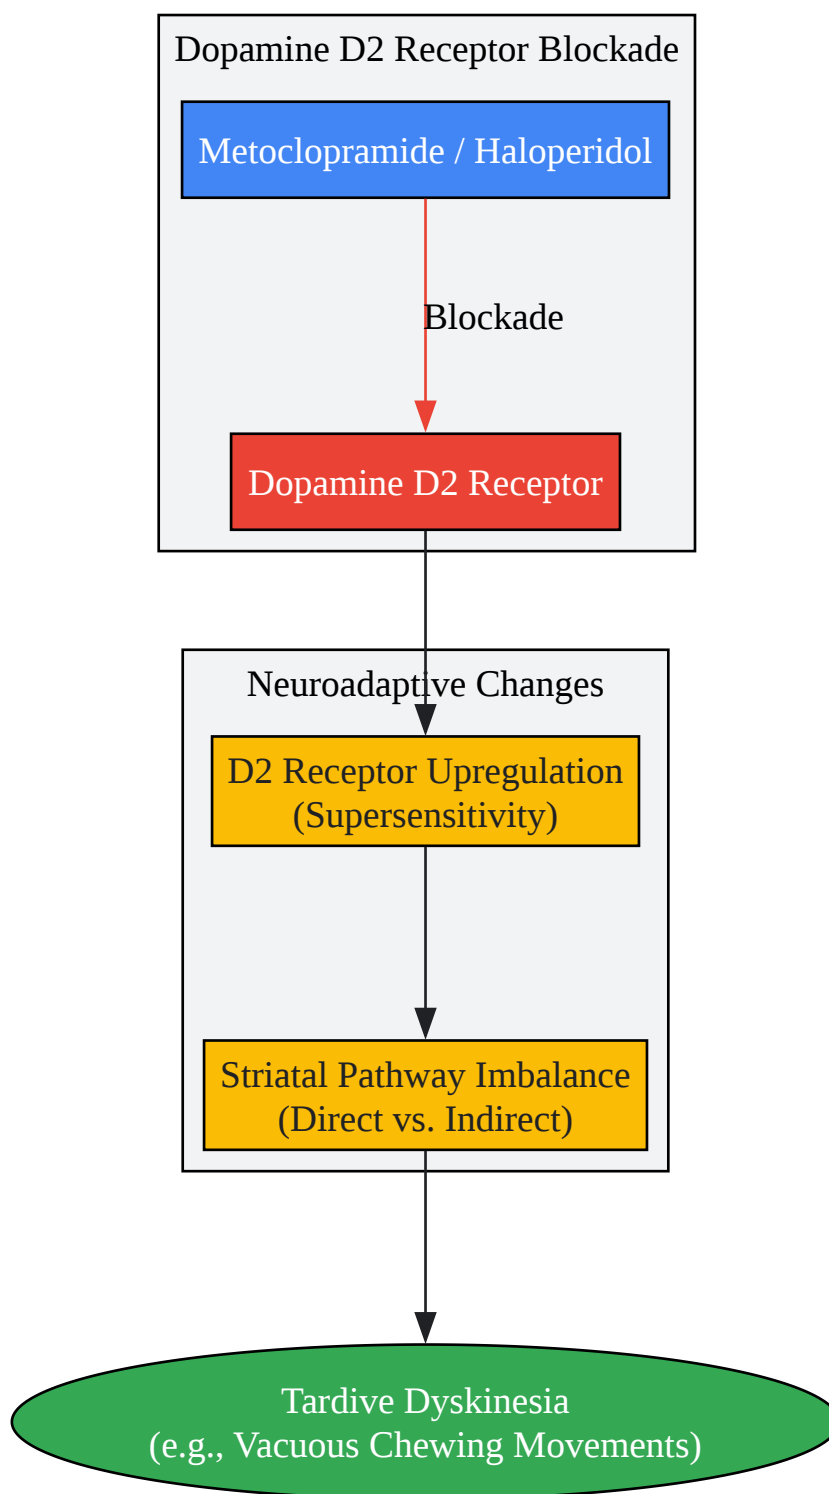 Dopamine D2 Receptor Blockade
Metoclopramide / Haloperidol
Blockade
Dopamine D2 Receptor
Neuroadaptive Changes
D2 Receptor Upregulation
(Supersensitivity)
Striatal Pathway Imbalance
(Direct vs. Indirect)
Tardive Dyskinesia
(e.g., Vacuous Chewing Movements)